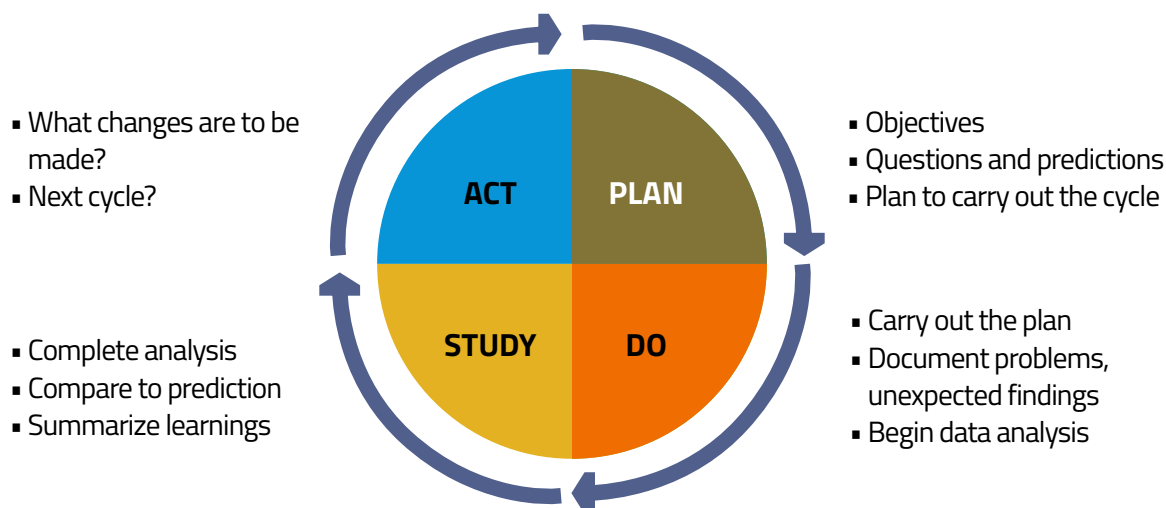 ▪ What changes are to be
made?
▪ Next cycle?
ACT
PLAN
▪ Objectives
▪ Questions and predictions
▪ Plan to carry out the cycle
▪ Complete analysis
▪ Compare to prediction
▪ Summarize learnings
STUDY
DO
▪ Carry out the plan
▪ Document problems,
unexpected findings
▪ Begin data analysis